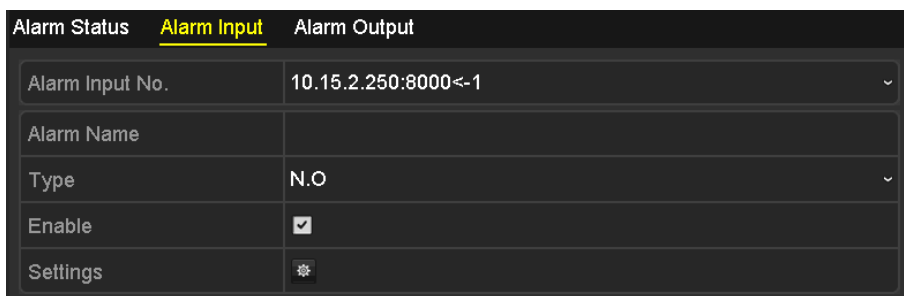 Alarm Status Alarm Input Alarm Output
Alarm Input No. 10.15.2.250:8000<-1
Alarm Name
Type N.O
Enable
Settings